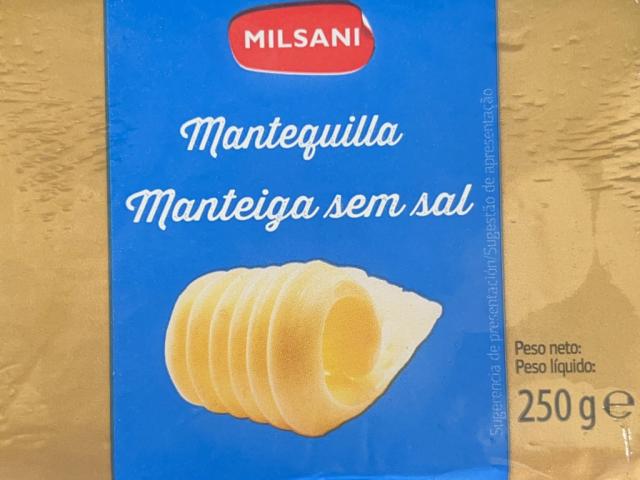 MILSANI
Mantequilla
Manteiga sem sal
Sugerencia de presentación/Sugestão de apresentação
Peso neto:
Peso líquido:
250 g ℮